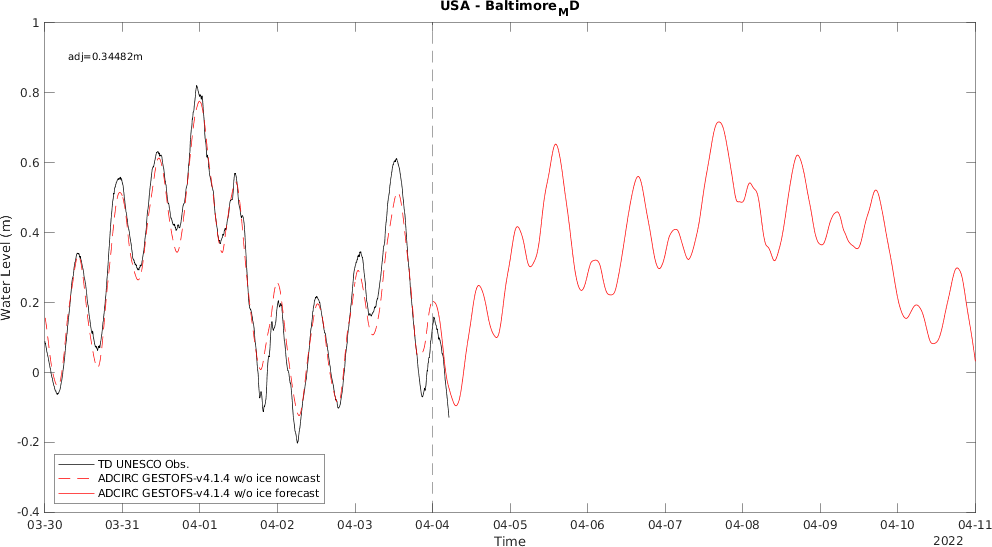 USA - Baltimore_MD
1
adj=0.34482m
0.8
0.6
0.4
0.2
0
-0.2
-0.4
Water Level (m)
TD UNESCO Obs.
ADCIRC GESTOFS-v4.1.4 w/o ice nowcast
ADCIRC GESTOFS-v4.1.4 w/o ice forecast
03-30 03-31 04-01 04-02 04-03 04-04 04-05 04-06 04-07 04-08 04-09 04-10 04-11
Time
2022